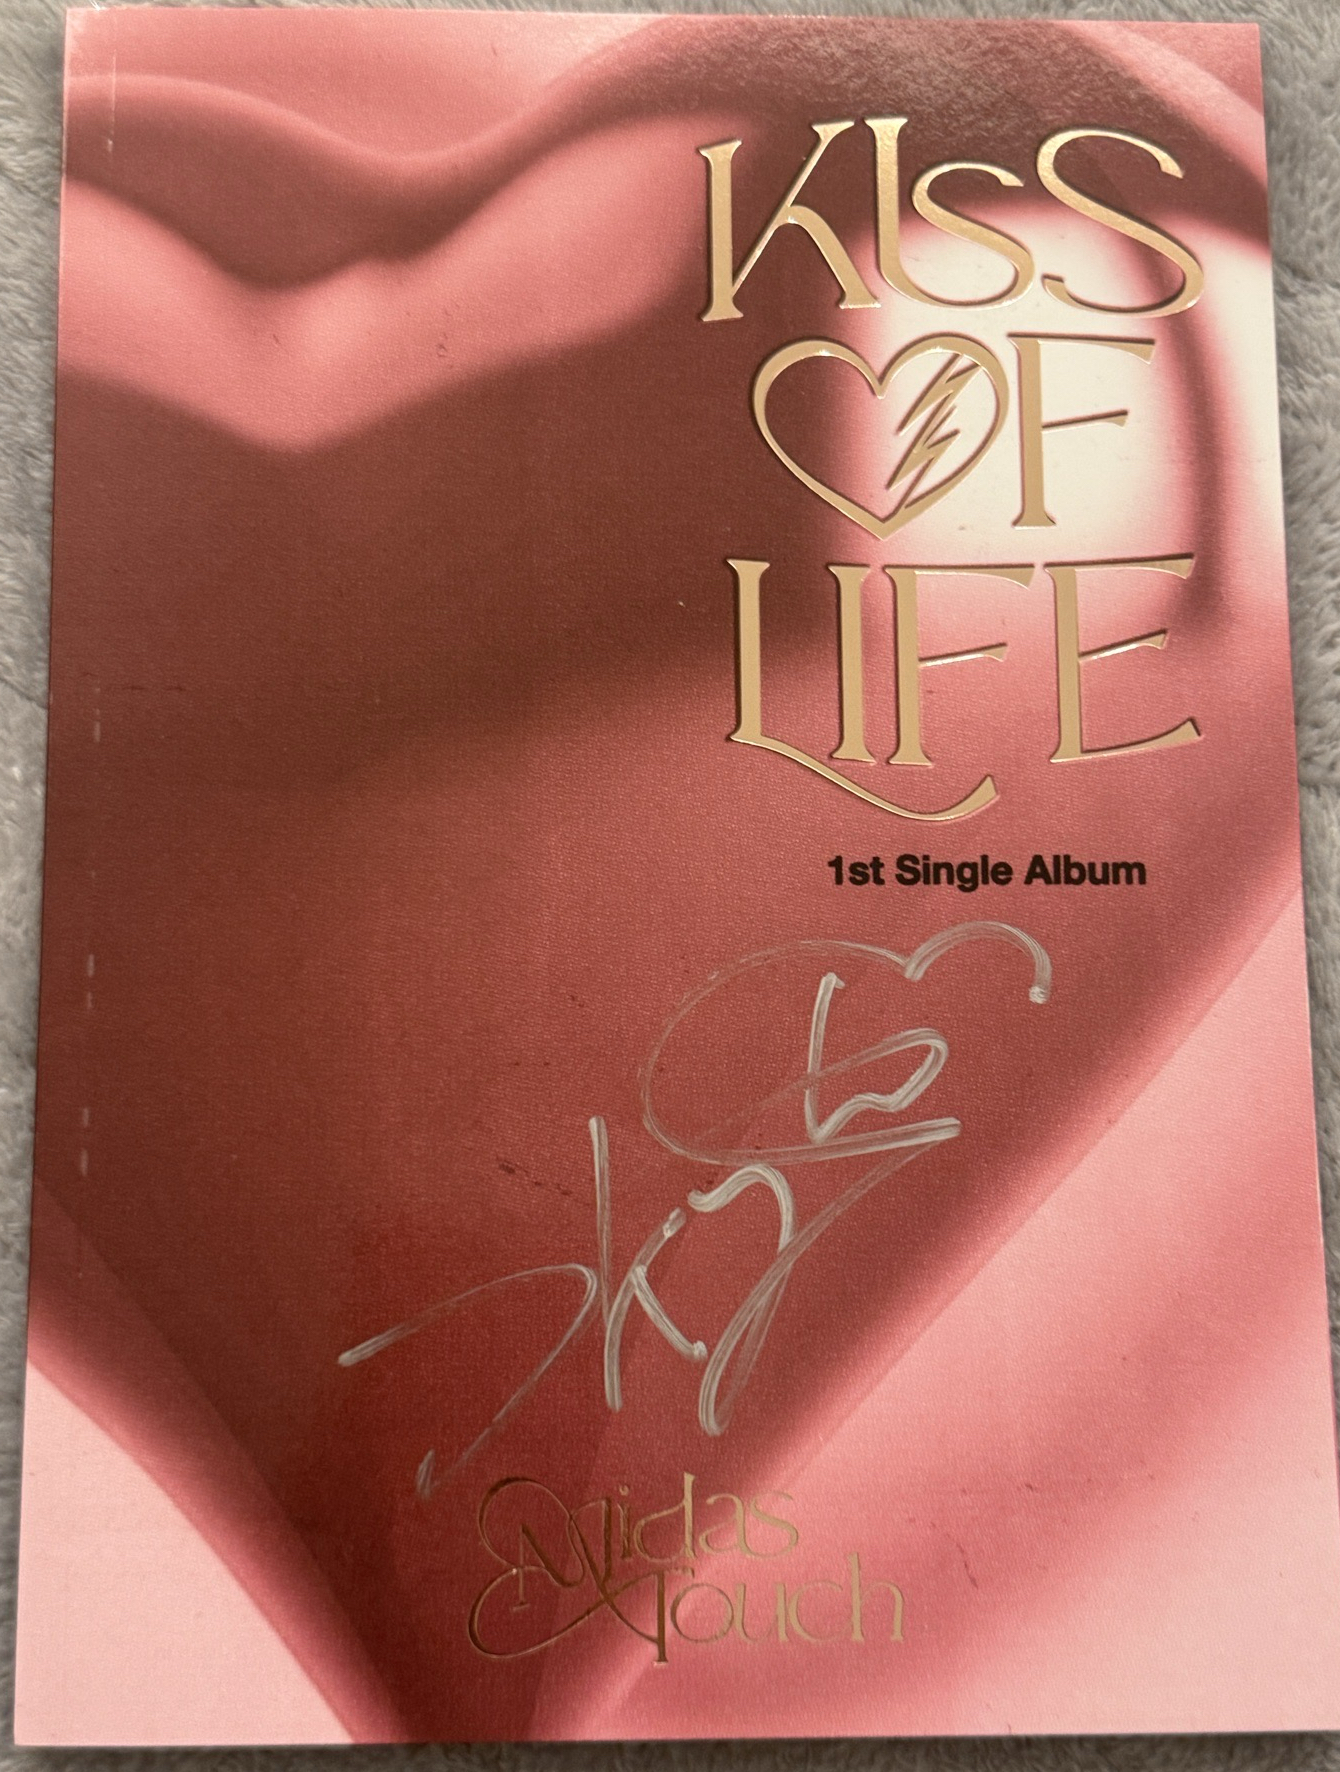 KISS
OF
LIFE
1st Single Album
Midas
Touch